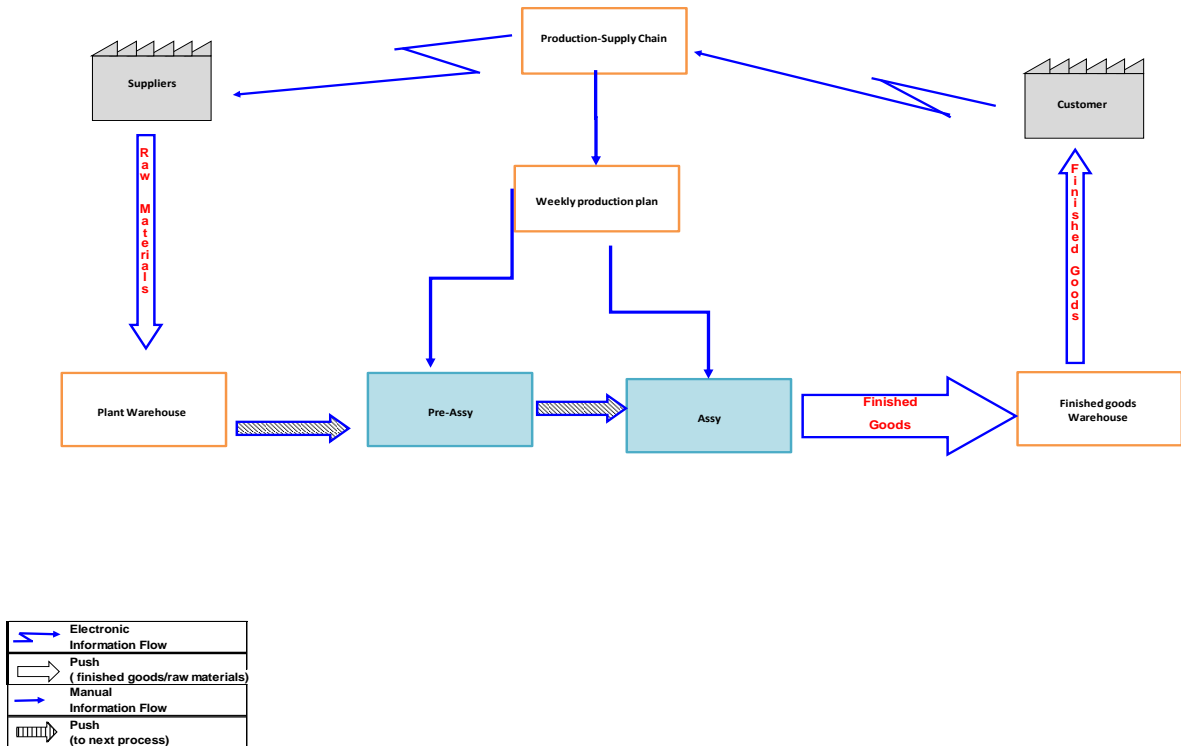 Production-Supply Chain
Suppliers
Customer
Raw Materials
Finished Goods
Weekly production plan
Plant Warehouse
Pre-Assy
Assy
Finished
Goods
Finished goods
Warehouse
Electronic
Information Flow
Push
( finished goods/raw materials)
Manual
Information Flow
Push
(to next process)